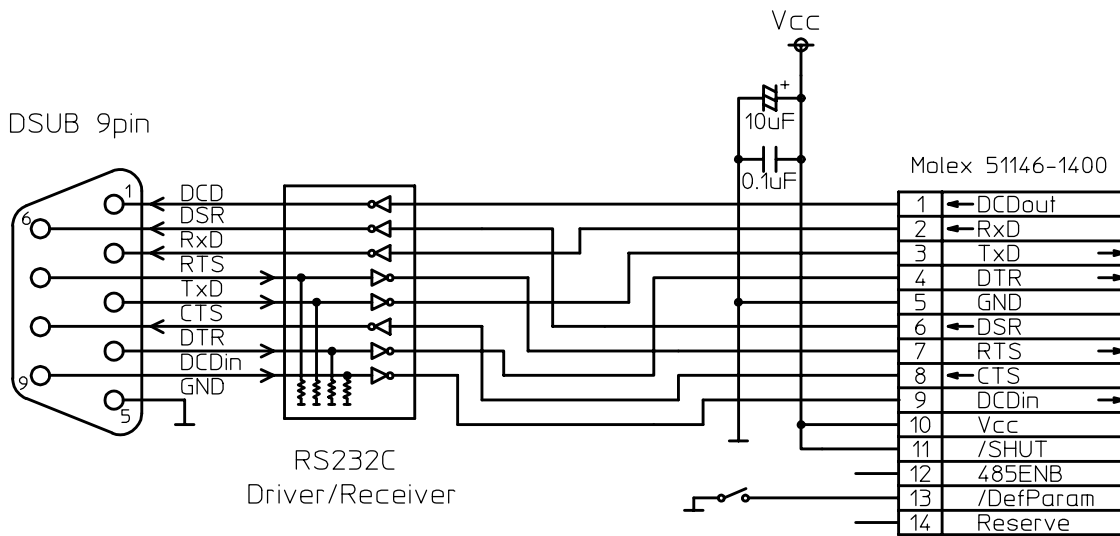 Vcc
+
10uF
0.1uF
DSUB 9pin
1
6
9
5
DCD
DSR
RxD
RTS
TxD
CTS
DTR
DCDin
GND
RS232C
Driver/Receiver
Molex 51146-1400
1 DCDout
2 RxD
3 TxD
4 DTR
5 GND
6 DSR
7 RTS
8 CTS
9 DCDin
10 Vcc
11 /SHUT
12 485ENB
13 /DefParam
14 Reserve